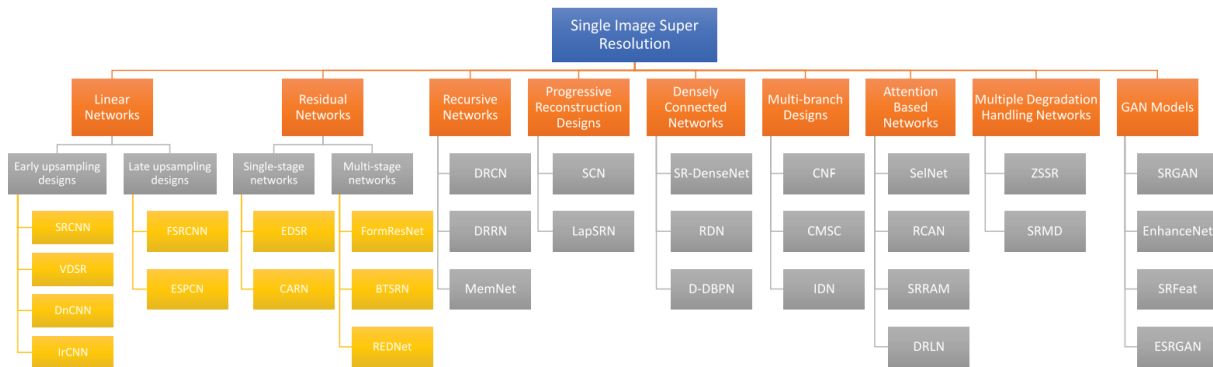 Single Image Super
Resolution
Linear
Networks
Residual
Networks
Recursive
Networks
Progressive
Reconstruction
Designs
Densely
Connected
Networks
Multi-branch
Designs
Attention
Based
Networks
Multiple Degradation
Handling Networks
GAN Models
Early upsampling
designs
Late upsampling
designs
Single-stage
networks
Multi-stage
networks
SRCNN
VDSR
DnCNN
IrCNN
FSRCNN
ESPCN
EDSR
CARN
FormResNet
BTSRN
REDNet
DRCN
DRRN
MemNet
SCN
LapSRN
SR-DenseNet
RDN
D-DBPN
CNF
CMSC
IDN
SelNet
RCAN
SRRAM
DRLN
ZSSR
SRMD
SRGAN
EnhanceNet
SRFeat
ESRGAN